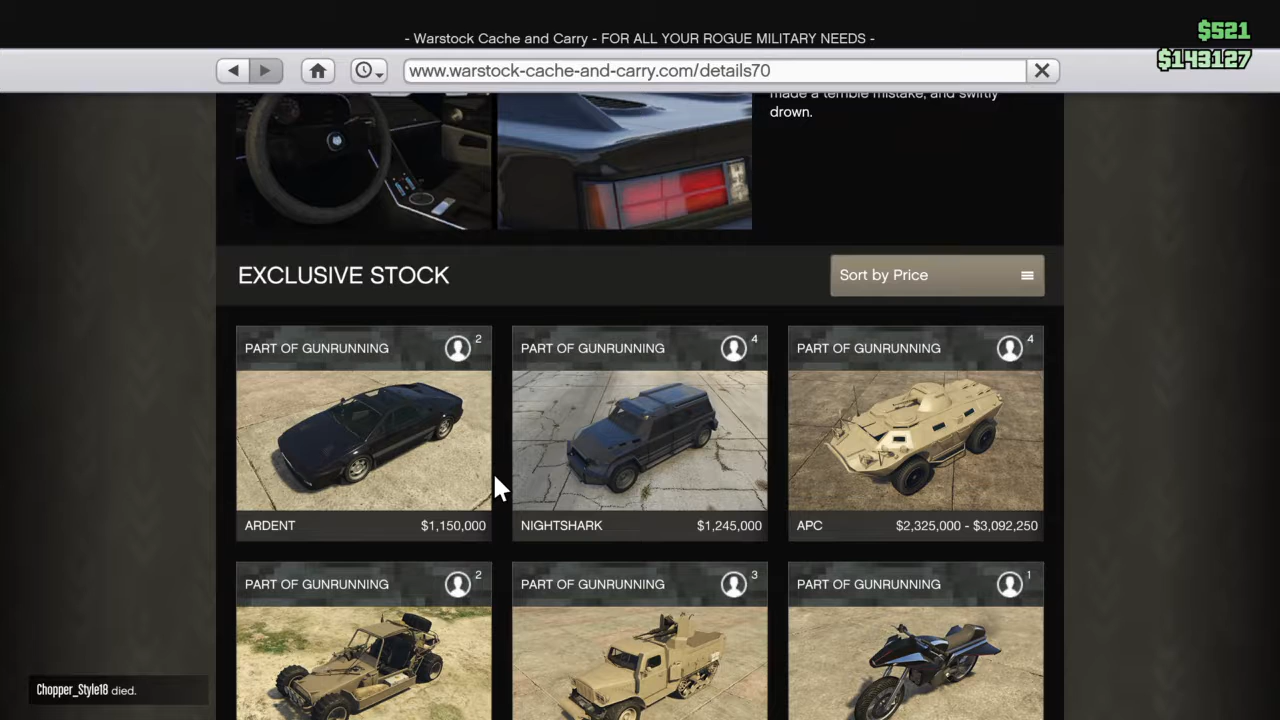 $521
- Warstock Cache and Carry - FOR ALL YOUR ROGUE MILITARY NEEDS -
$143127
www.warstock-cache-and-carry.com/details70
made a terrible mistake, and swiftly
drown.
EXCLUSIVE STOCK
Sort by Price
PART OF GUNRUNNING 2
PART OF GUNRUNNING 4
PART OF GUNRUNNING 4
ARDENT $1,150,000
NIGHTSHARK $1,245,000
APC $2,325,000 - $3,092,250
PART OF GUNRUNNING 2
PART OF GUNRUNNING 3
PART OF GUNRUNNING 1
Chopper_Style18 died.